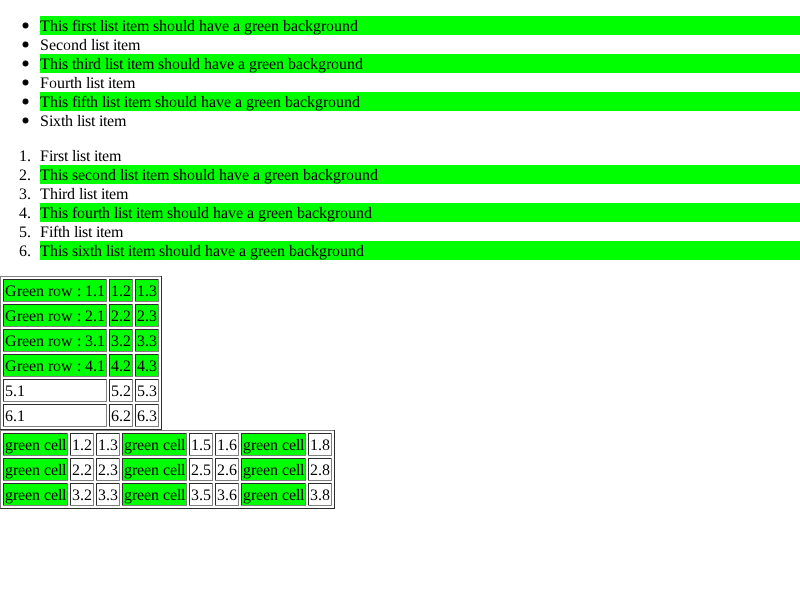 • This first list item should have a green background
• Second list item
• This third list item should have a green background
• Fourth list item
• This fifth list item should have a green background
• Sixth list item
1. First list item
2. This second list item should have a green background
3. Third list item
4. This fourth list item should have a green background
5. Fifth list item
6. This sixth list item should have a green background
Green row : 1.1 1.2 1.3
Green row : 2.1 2.2 2.3
Green row : 3.1 3.2 3.3
Green row : 4.1 4.2 4.3
5.1 5.2 5.3
6.1 6.2 6.3
green cell 1.2 1.3 green cell 1.5 1.6 green cell 1.8
green cell 2.2 2.3 green cell 2.5 2.6 green cell 2.8
green cell 3.2 3.3 green cell 3.5 3.6 green cell 3.8